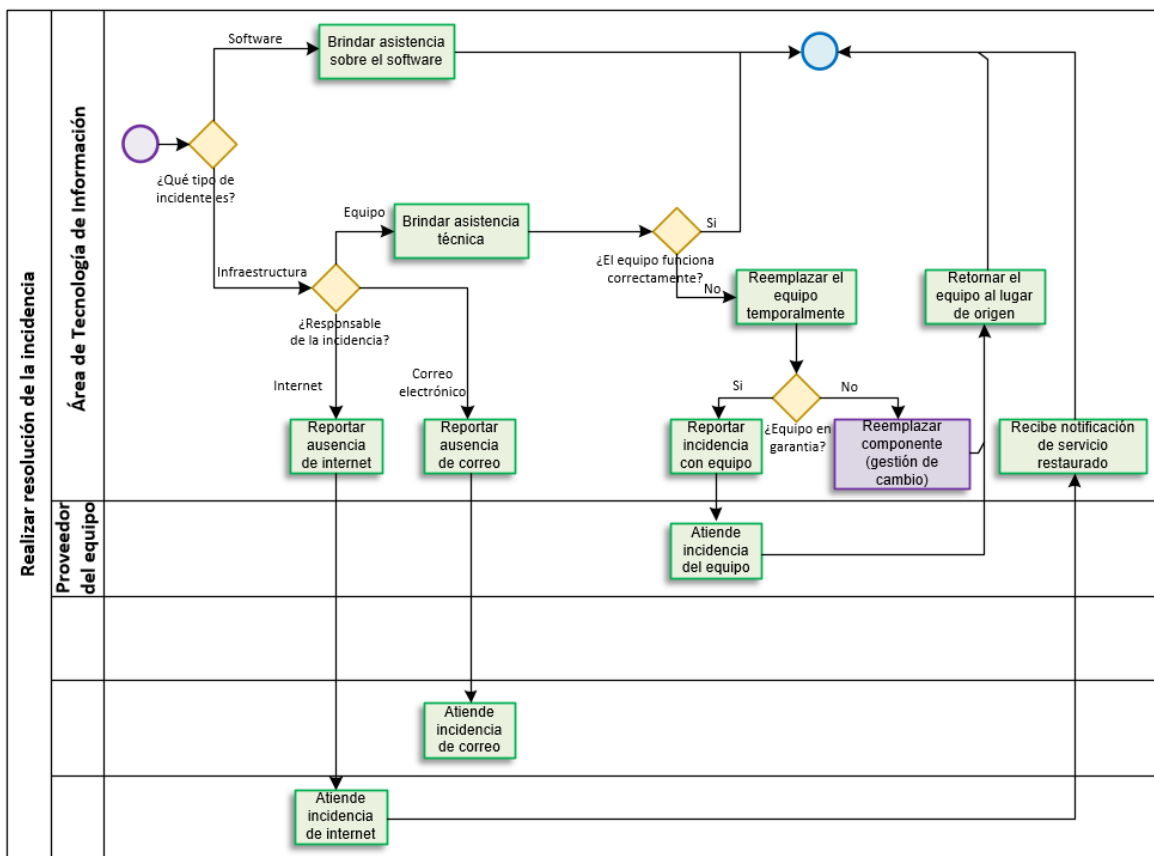 Realizar resolución de la incidencia
Área de Tecnología de Información
Software
Brindar asistencia
sobre el software
¿Qué tipo de
incidente es?
Equipo
Brindar asistencia
técnica
Si
¿El equipo funciona
correctamente?
No
Infraestructura
¿Responsable
de la incidencia?
Reemplazar el
equipo
temporalmente
Retornar el
equipo al lugar
de origen
Internet
Correo
electrónico
Si
No
¿Equipo en
garantia?
Reportar
ausencia
de internet
Reportar
ausencia
de correo
Reportar
incidencia
con equipo
Reemplazar
componente
(gestión de
cambio)
Recibe notificación
de servicio
restaurado
Proveedor
del equipo
Atiende
incidencia
del equipo
Atiende
incidencia
de correo
Atiende
incidencia
de internet